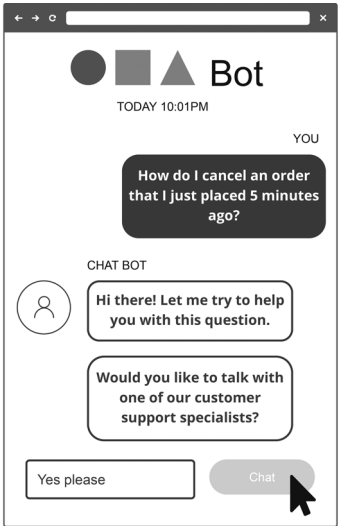 Bot
TODAY 10:01PM
YOU
How do I cancel an order
that I just placed 5 minutes
ago?
CHAT BOT
Hi there! Let me try to help
you with this question.
Would you like to talk with
one of our customer
support specialists?
Yes please
Chat